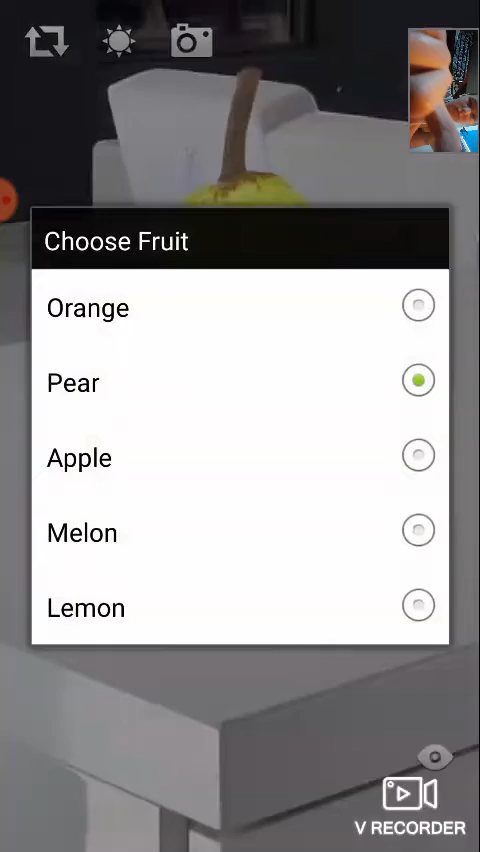 Choose Fruit
Orange
Pear
Apple
Melon
Lemon
V RECORDER